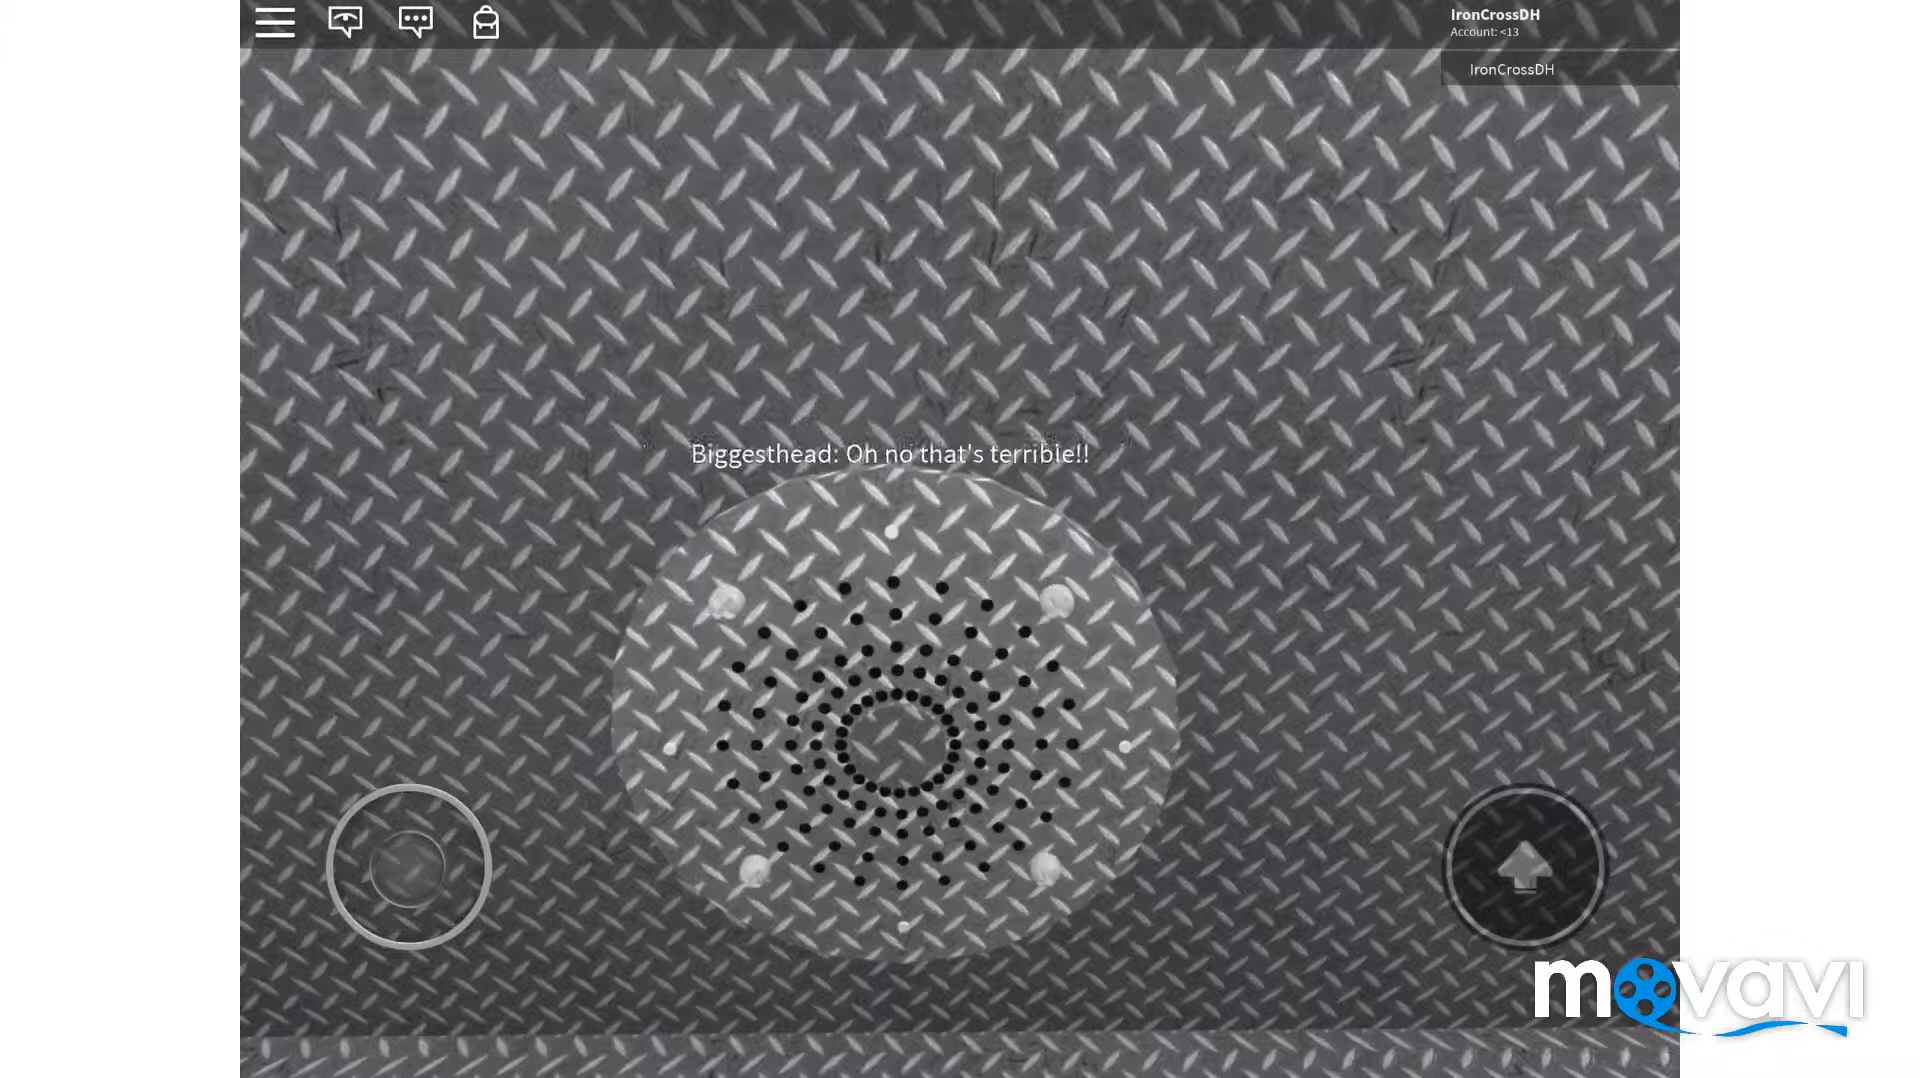 IronCrossDH
Account: <13
IronCrossDH
Biggesthead: Oh no that's terrible!!
movavi